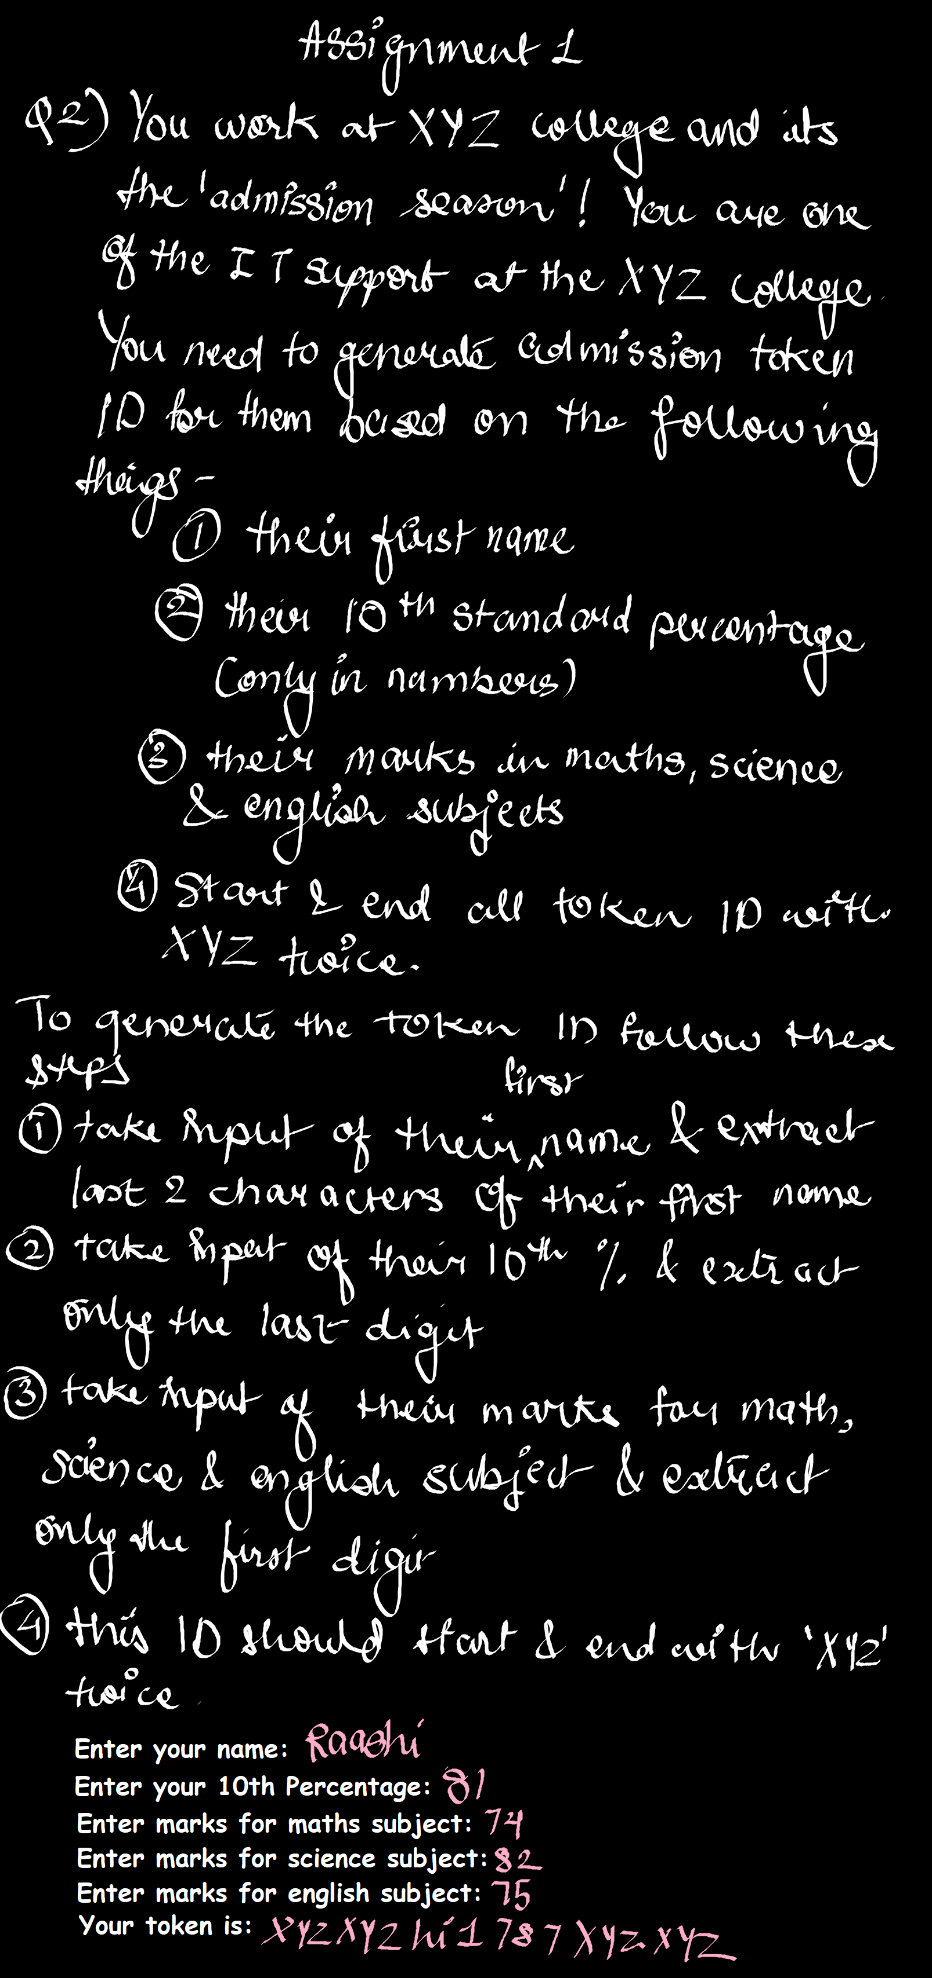 Assignment 1
Q2) You work at XYZ college and its
the 'admission season'! You are one
of the IT support at the XYZ college.
You need to generate admission token
ID for them based on the following
things -
① their first name
② their 10th standard percentage
(only in numbers)
③ their marks in maths, science
& english subjects
④ Start & end all token ID with
XYZ twice.
To generate the token ID follow these
steps
① take input of their first name & extract
last 2 characters of their first name
② take input of their 10th % & extract
only the last digit
③ take input of their marks for math,
science & english subject & extract
only the first digit
④ this ID should start & end with 'XYZ'
twice.
Enter your name: Raashi
Enter your 10th Percentage: 81
Enter marks for maths subject: 74
Enter marks for science subject: 82
Enter marks for english subject: 75
Your token is: XYZXYZhi1787XYZXYZ